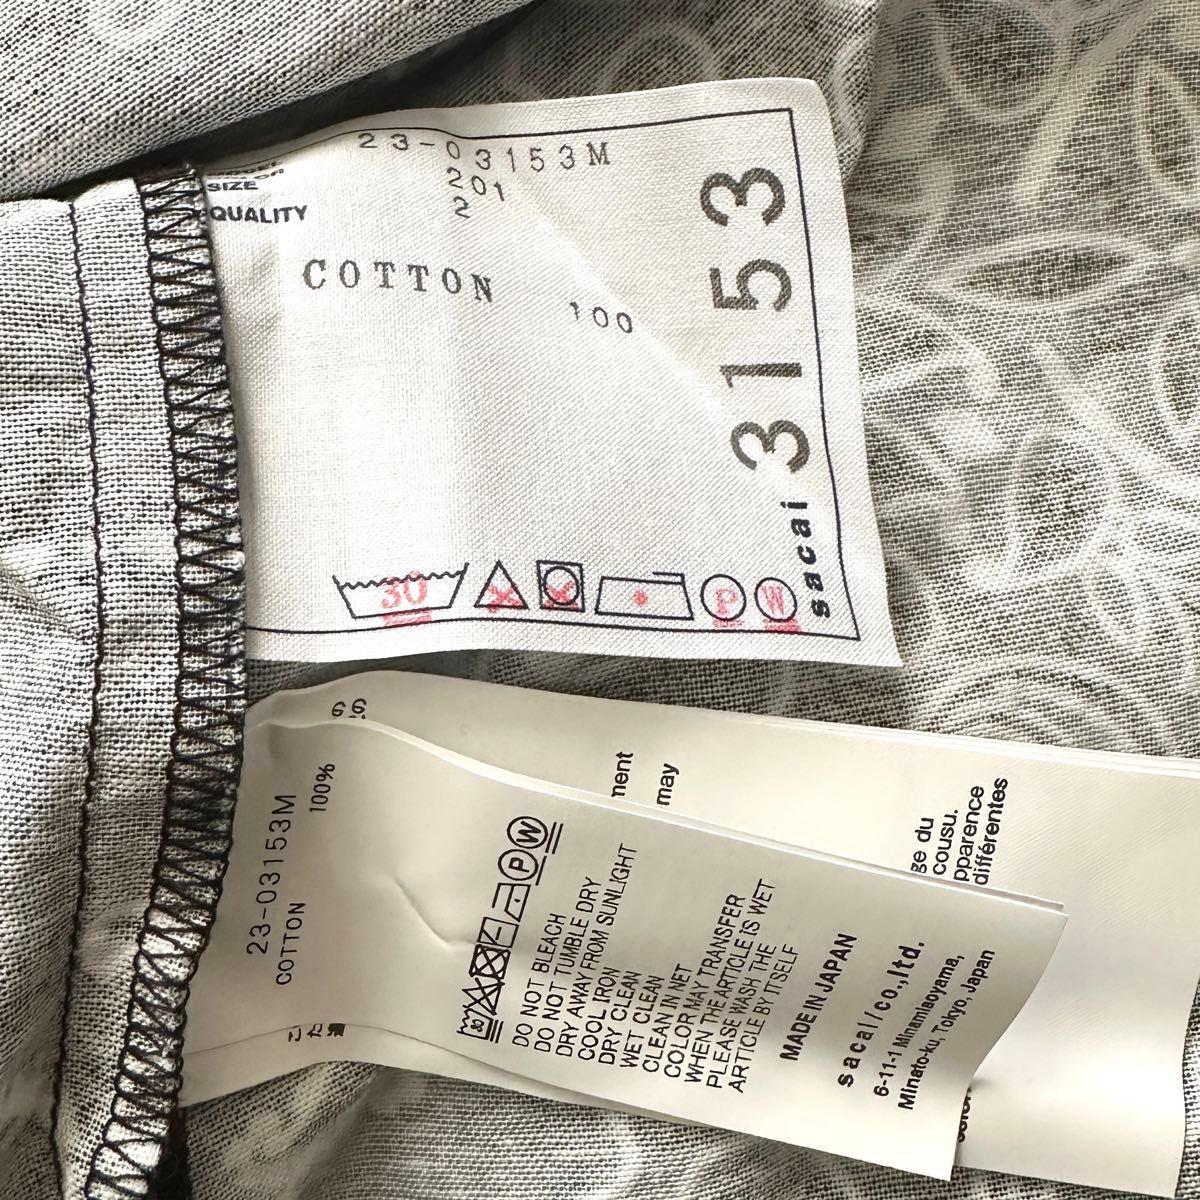 23-03153M
201
SIZE
2
QUALITY
COTTON
100
3153
sacai
30
P
W
66
23-03153M
COTTON
100%
30
P
W
DO NOT BLEACH
DO NOT TUMBLE DRY
DRY AWAY FROM SUNLIGHT
COOL IRON
DRY CLEAN
WET CLEAN
CLEAN IN NET
COLOR MAY TRANSFER
WHEN THE ARTICLE IS WET
PLEASE WASH THE
ARTICLE BY ITSELF
MADE IN JAPAN
sacai/co.,ltd.
6-11-1 Minamiaoyama,
Minato-ku, Tokyo, Japan
ment
may
ge du
cousu.
pparence
différentes